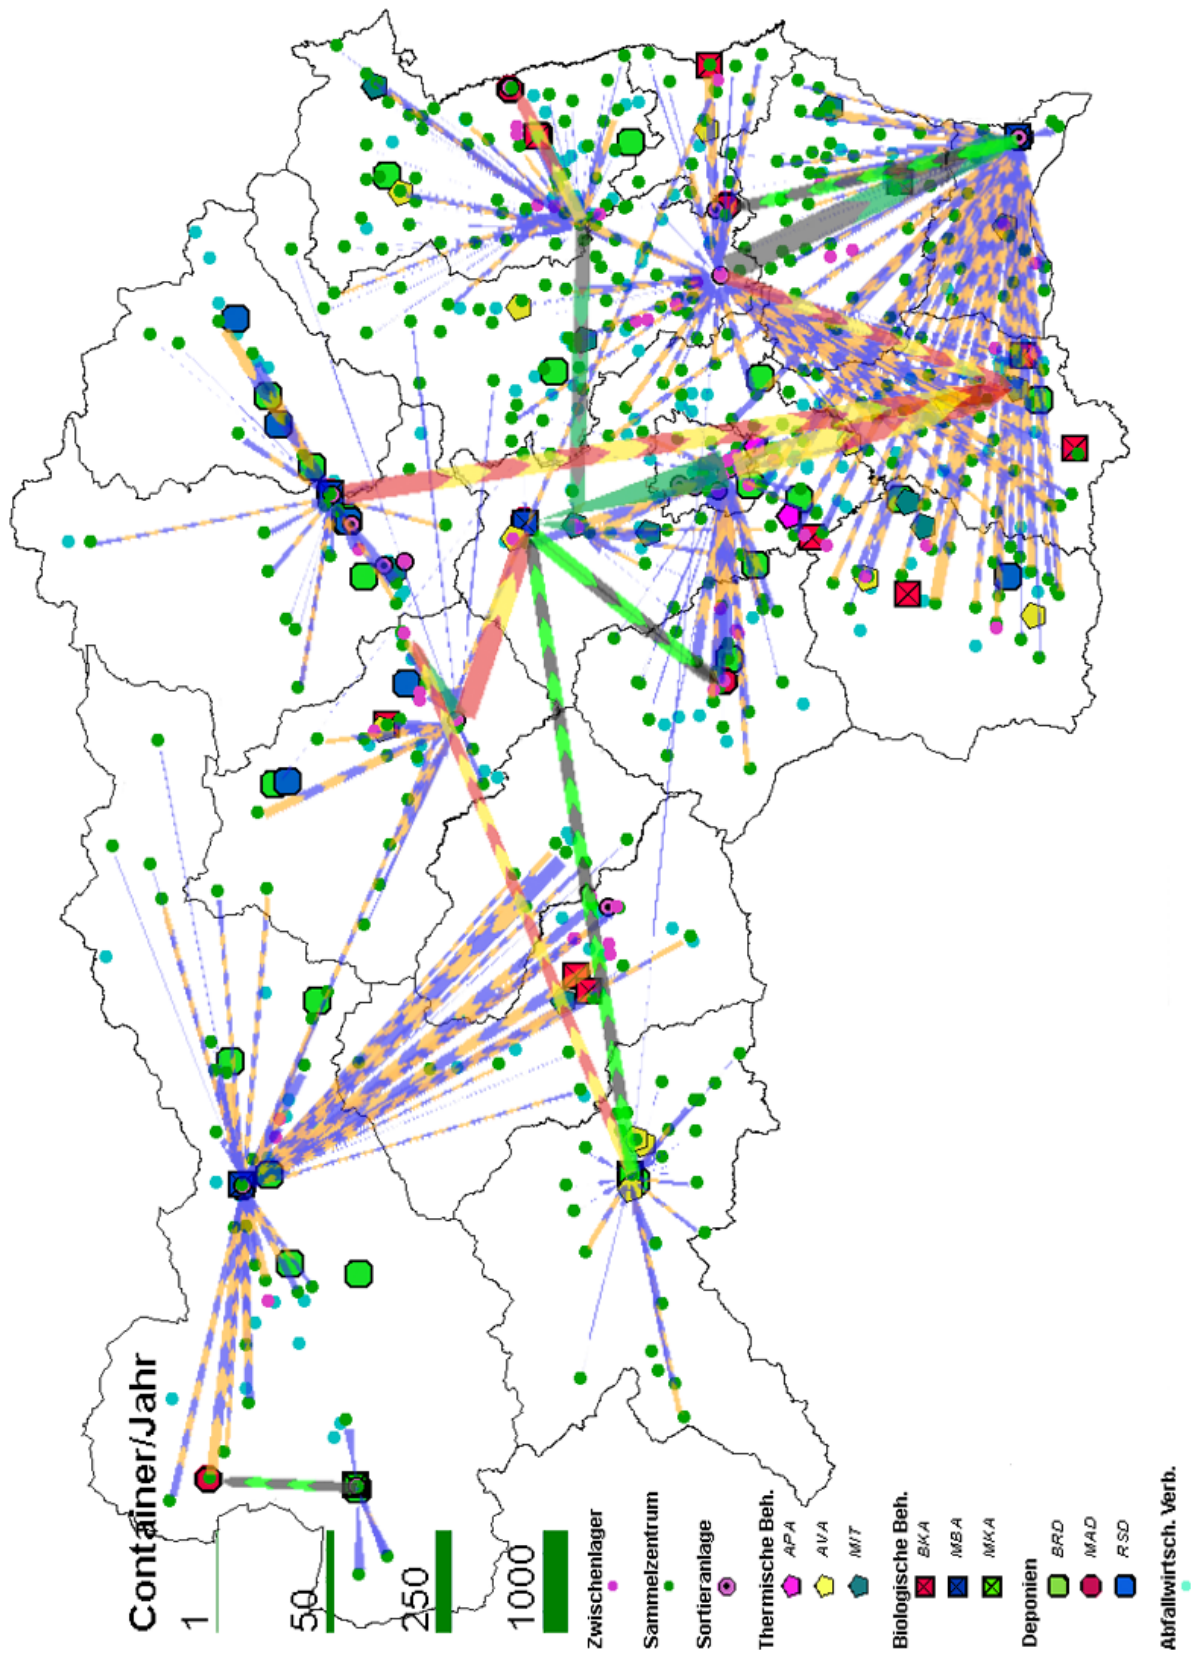 Container/Jahr
1
50
250
1000
Zwischenlager
Sammelzentrum
Sortieranlage
Thermische Beh.
APA
AVA
MIT
Biologische Beh.
BKA
MBA
MKA
Deponien
BRD
MAD
RSD
Abfallwirtsch. Verb.